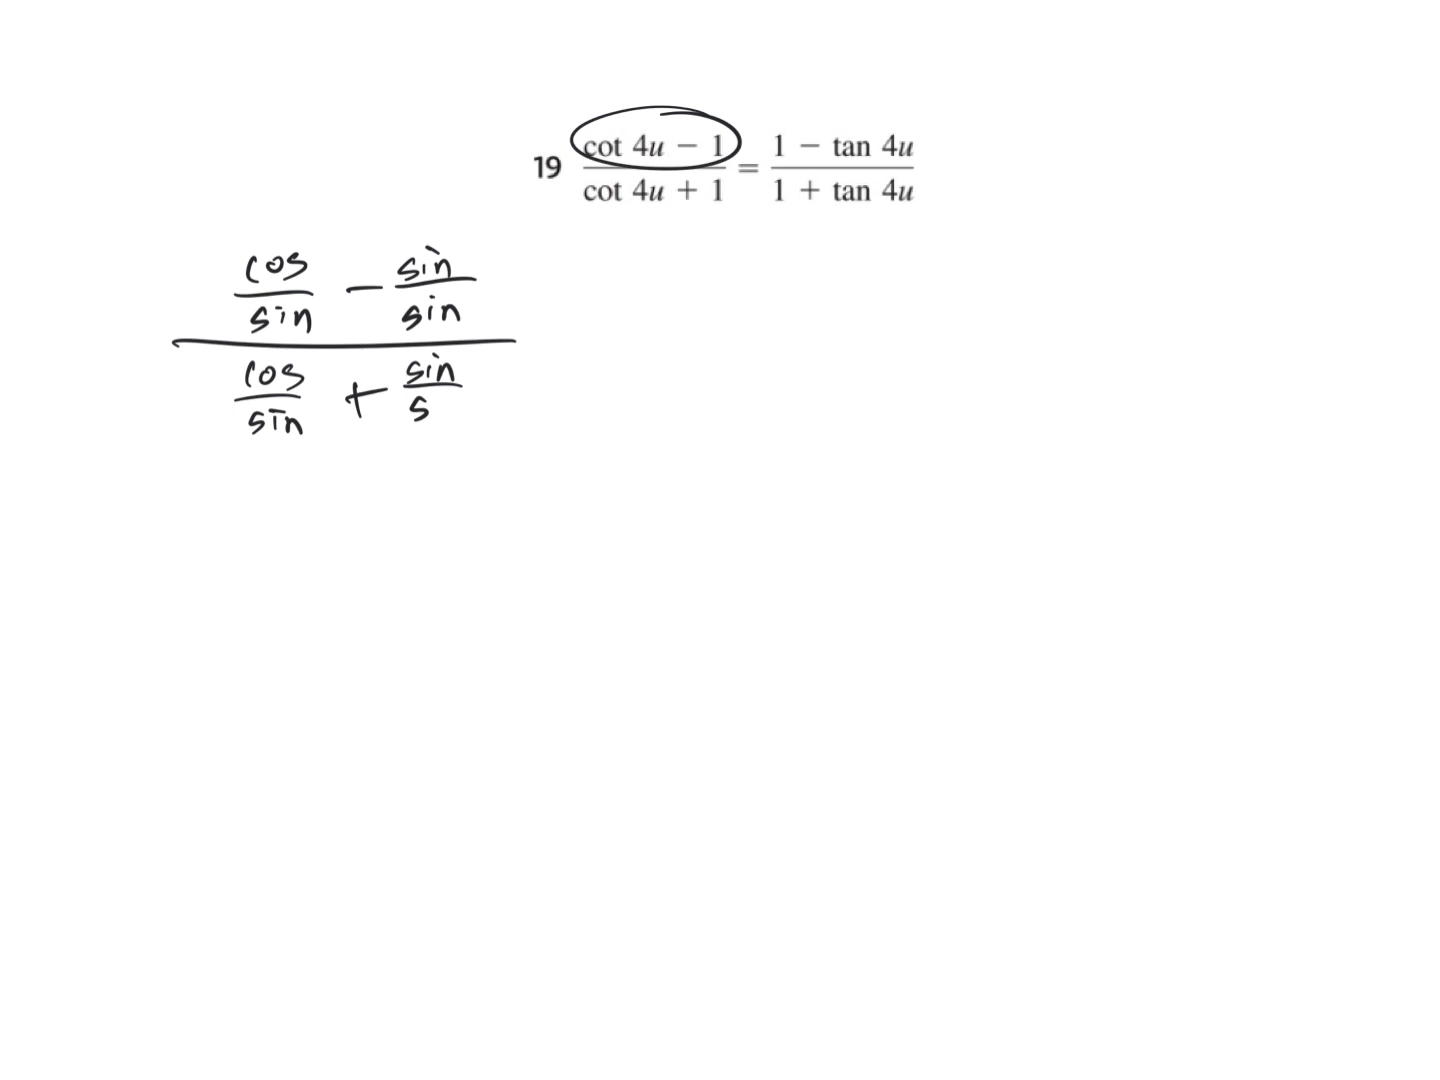 19 cot 4u − 1 / cot 4u + 1 = 1 − tan 4u / 1 + tan 4u
cos/sin − sin/sin
cos/sin + sin/s